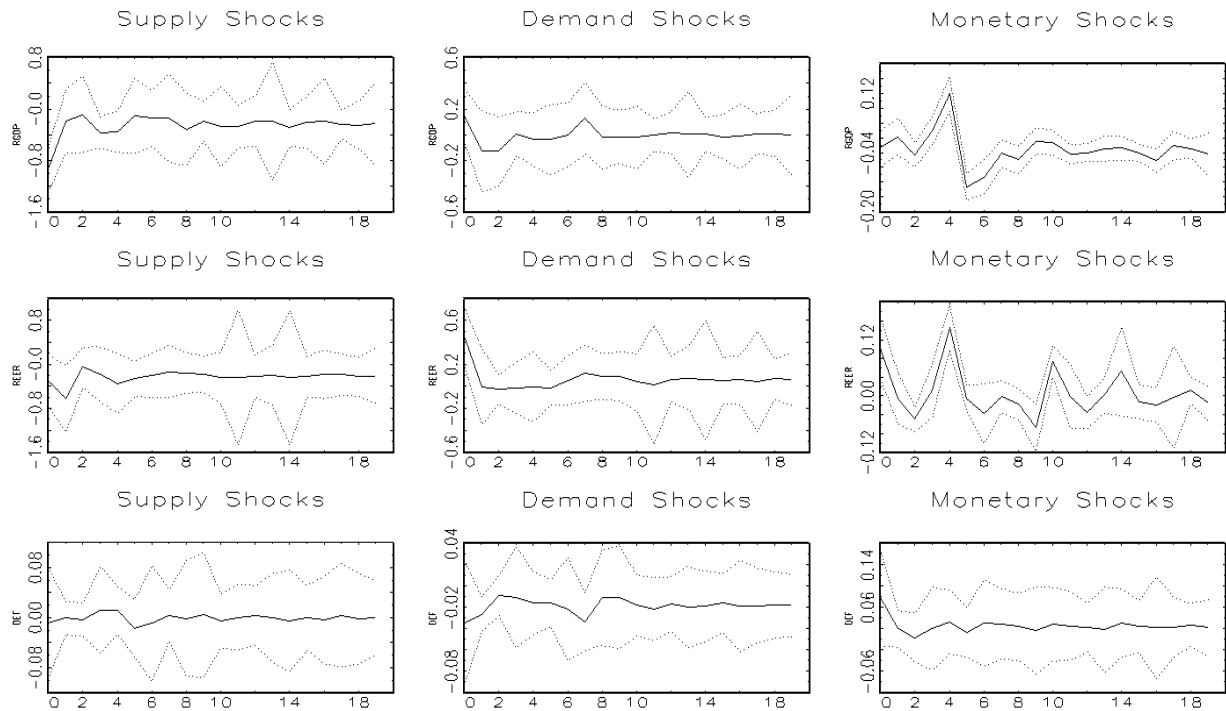 Supply Shocks Demand Shocks Monetary Shocks
RGDP 0.8 -0.0 -0.8 -1.6
0 2 4 6 8 10 14 18
RGDP 0.6 0.2 -0.2 -0.6
0 2 4 6 8 10 14 18
RGDP 0.12 -0.04 -0.20
0 2 4 6 8 10 14 18
Supply Shocks Demand Shocks Monetary Shocks
REER 0.8 -0.0 -0.8 -1.6
0 2 4 6 8 10 14 18
REER 0.6 0.2 -0.2 -0.6
0 2 4 6 8 10 14 18
REER 0.12 0.00 -0.12
0 2 4 6 8 10 14 18
Supply Shocks Demand Shocks Monetary Shocks
DEF 0.08 0.00 -0.08
0 2 4 6 8 10 14 18
DEF 0.04 -0.02 -0.08
0 2 4 6 8 10 14 18
DEF 0.14 0.06 -0.06
0 2 4 6 8 10 14 18